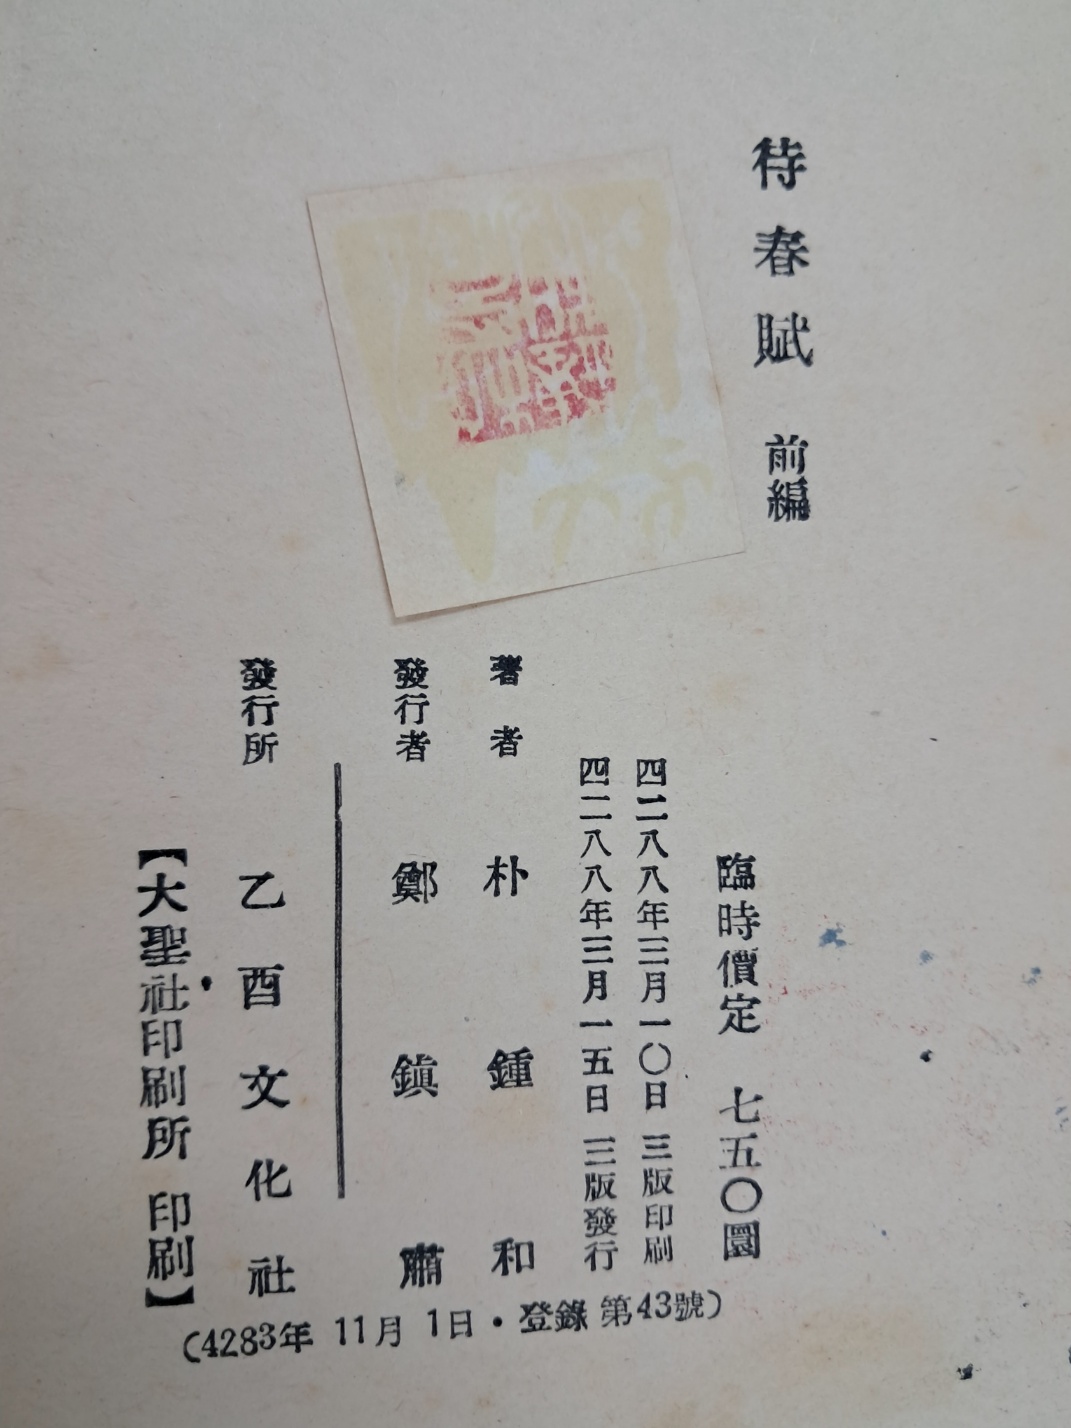 待春賦 前編
臨時價定 七五〇圜
四二八八年三月一〇日 三版印刷
四二八八年三月一五日 三版發行
著者 朴鍾和
發行者 鄭鎭肅
發行所 乙酉文化社
【大聖社印刷所 印刷】
(4283年 11月 1日・登錄 第43號)